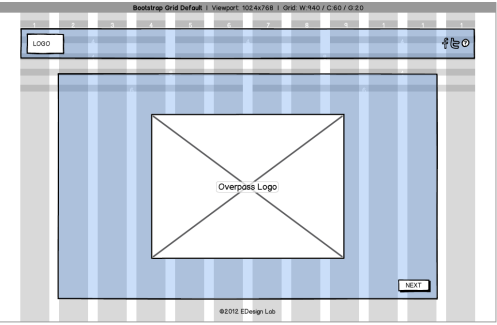 Bootstrap Grid Default | Viewport: 1024x768 | Grid: W:940 / C:60 / G:20
1 2 3 4 5 6 7 8 9 1 1 1
LOGO
Overpass Logo
NEXT
©2012 EDesign Lab